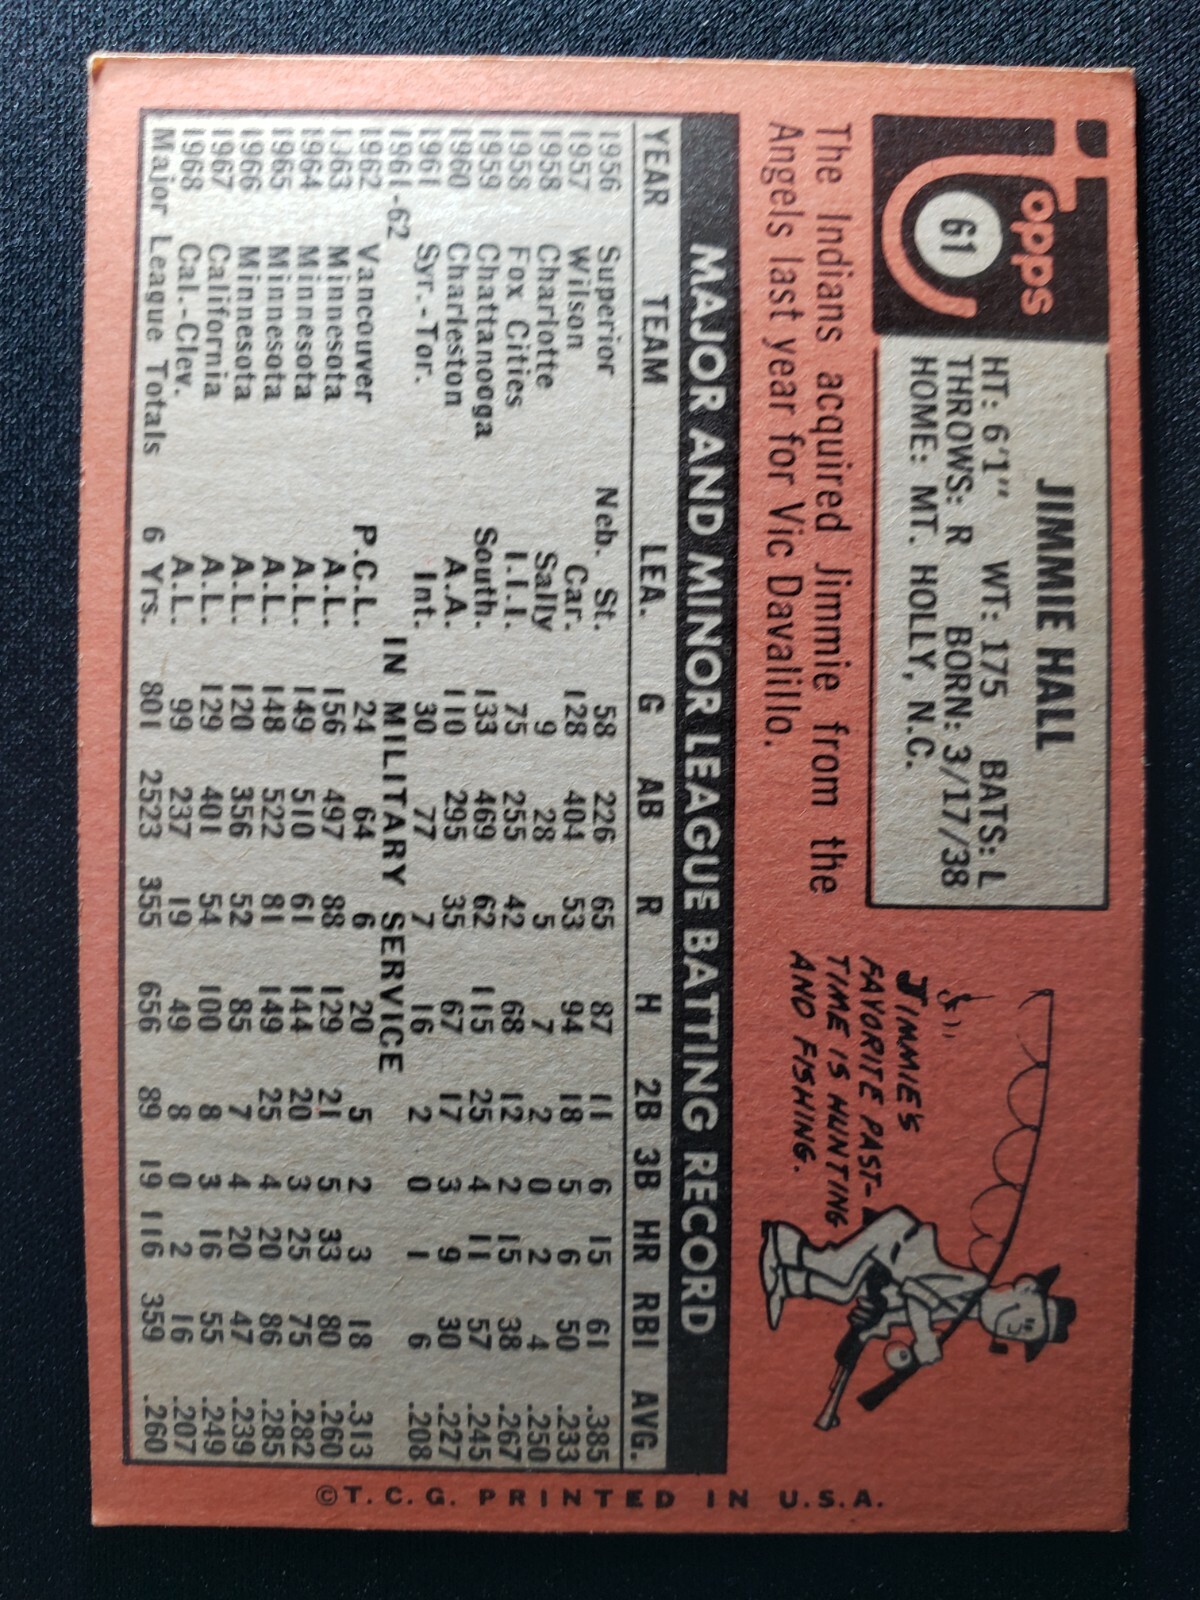 Topps
61
JIMMIE HALL
HT: 6'1" WT: 175 BATS: L
THROWS: R BORN: 3/17/38
HOME: MT. HOLLY, N.C.
The Indians acquired Jimmie from the
Angels last year for Vic Davalillo.
JIMMIE'S
FAVORITE PAST-
TIME IS HUNTING
AND FISHING.
MAJOR AND MINOR LEAGUE BATTING RECORD
YEAR TEAM LEA. G AB R H 2B 3B HR RBI AVG.
1956 Superior Neb. St. 58 226 65 87 11 6 15 61 .385
1957 Wilson Car. 128 404 53 94 18 5 6 50 .233
1958 Charlotte Sally 9 28 5 7 2 0 2 4 .250
1958 Fox Cities I.I.I. 75 255 42 68 12 2 15 38 .267
1959 Chattanooga South. 133 469 62 115 25 4 11 57 .245
1960 Charleston A.A. 110 295 35 67 17 3 9 30 .227
1961 Syr.-Tor. Int. 30 77 7 16 2 0 1 6 .208
1961-62 IN MILITARY SERVICE
1962 Vancouver P.C.L. 24 64 6 20 5 2 3 18 .313
1963 Minnesota A.L. 156 497 88 129 21 5 33 80 .260
1964 Minnesota A.L. 149 510 61 144 20 3 25 75 .282
1965 Minnesota A.L. 148 522 81 149 25 4 20 86 .285
1966 Minnesota A.L. 120 356 52 85 7 4 20 47 .239
1967 California A.L. 129 401 54 100 8 3 16 55 .249
1968 Cal.-Clev. A.L. 99 237 19 49 8 0 2 16 .207
Major League Totals 6 Yrs. 801 2523 355 656 89 19 116 359 .260
©T.C.G. PRINTED IN U.S.A.